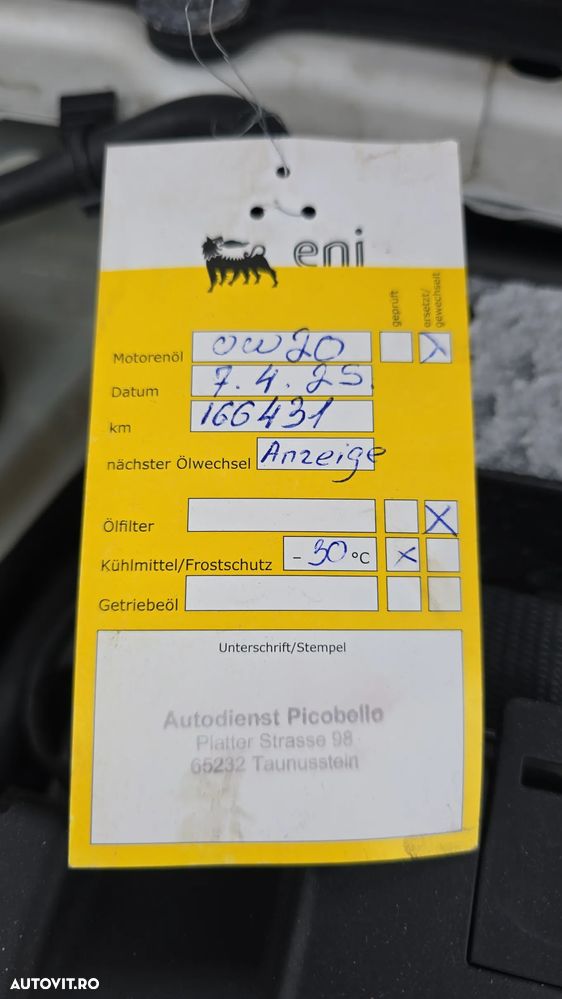 eni
geprüft
ersetzt/
gewechselt
Motorenöl 0W20 X
Datum 7.4.25.
km 166431
nächster Ölwechsel Anzeige
Ölfilter X
Kühlmittel/Frostschutz -30 °C X
Getriebeöl
Unterschrift/Stempel
Autodienst Picobello
Platter Strasse 98
65232 Taunusstein
AUTOVIT.RO